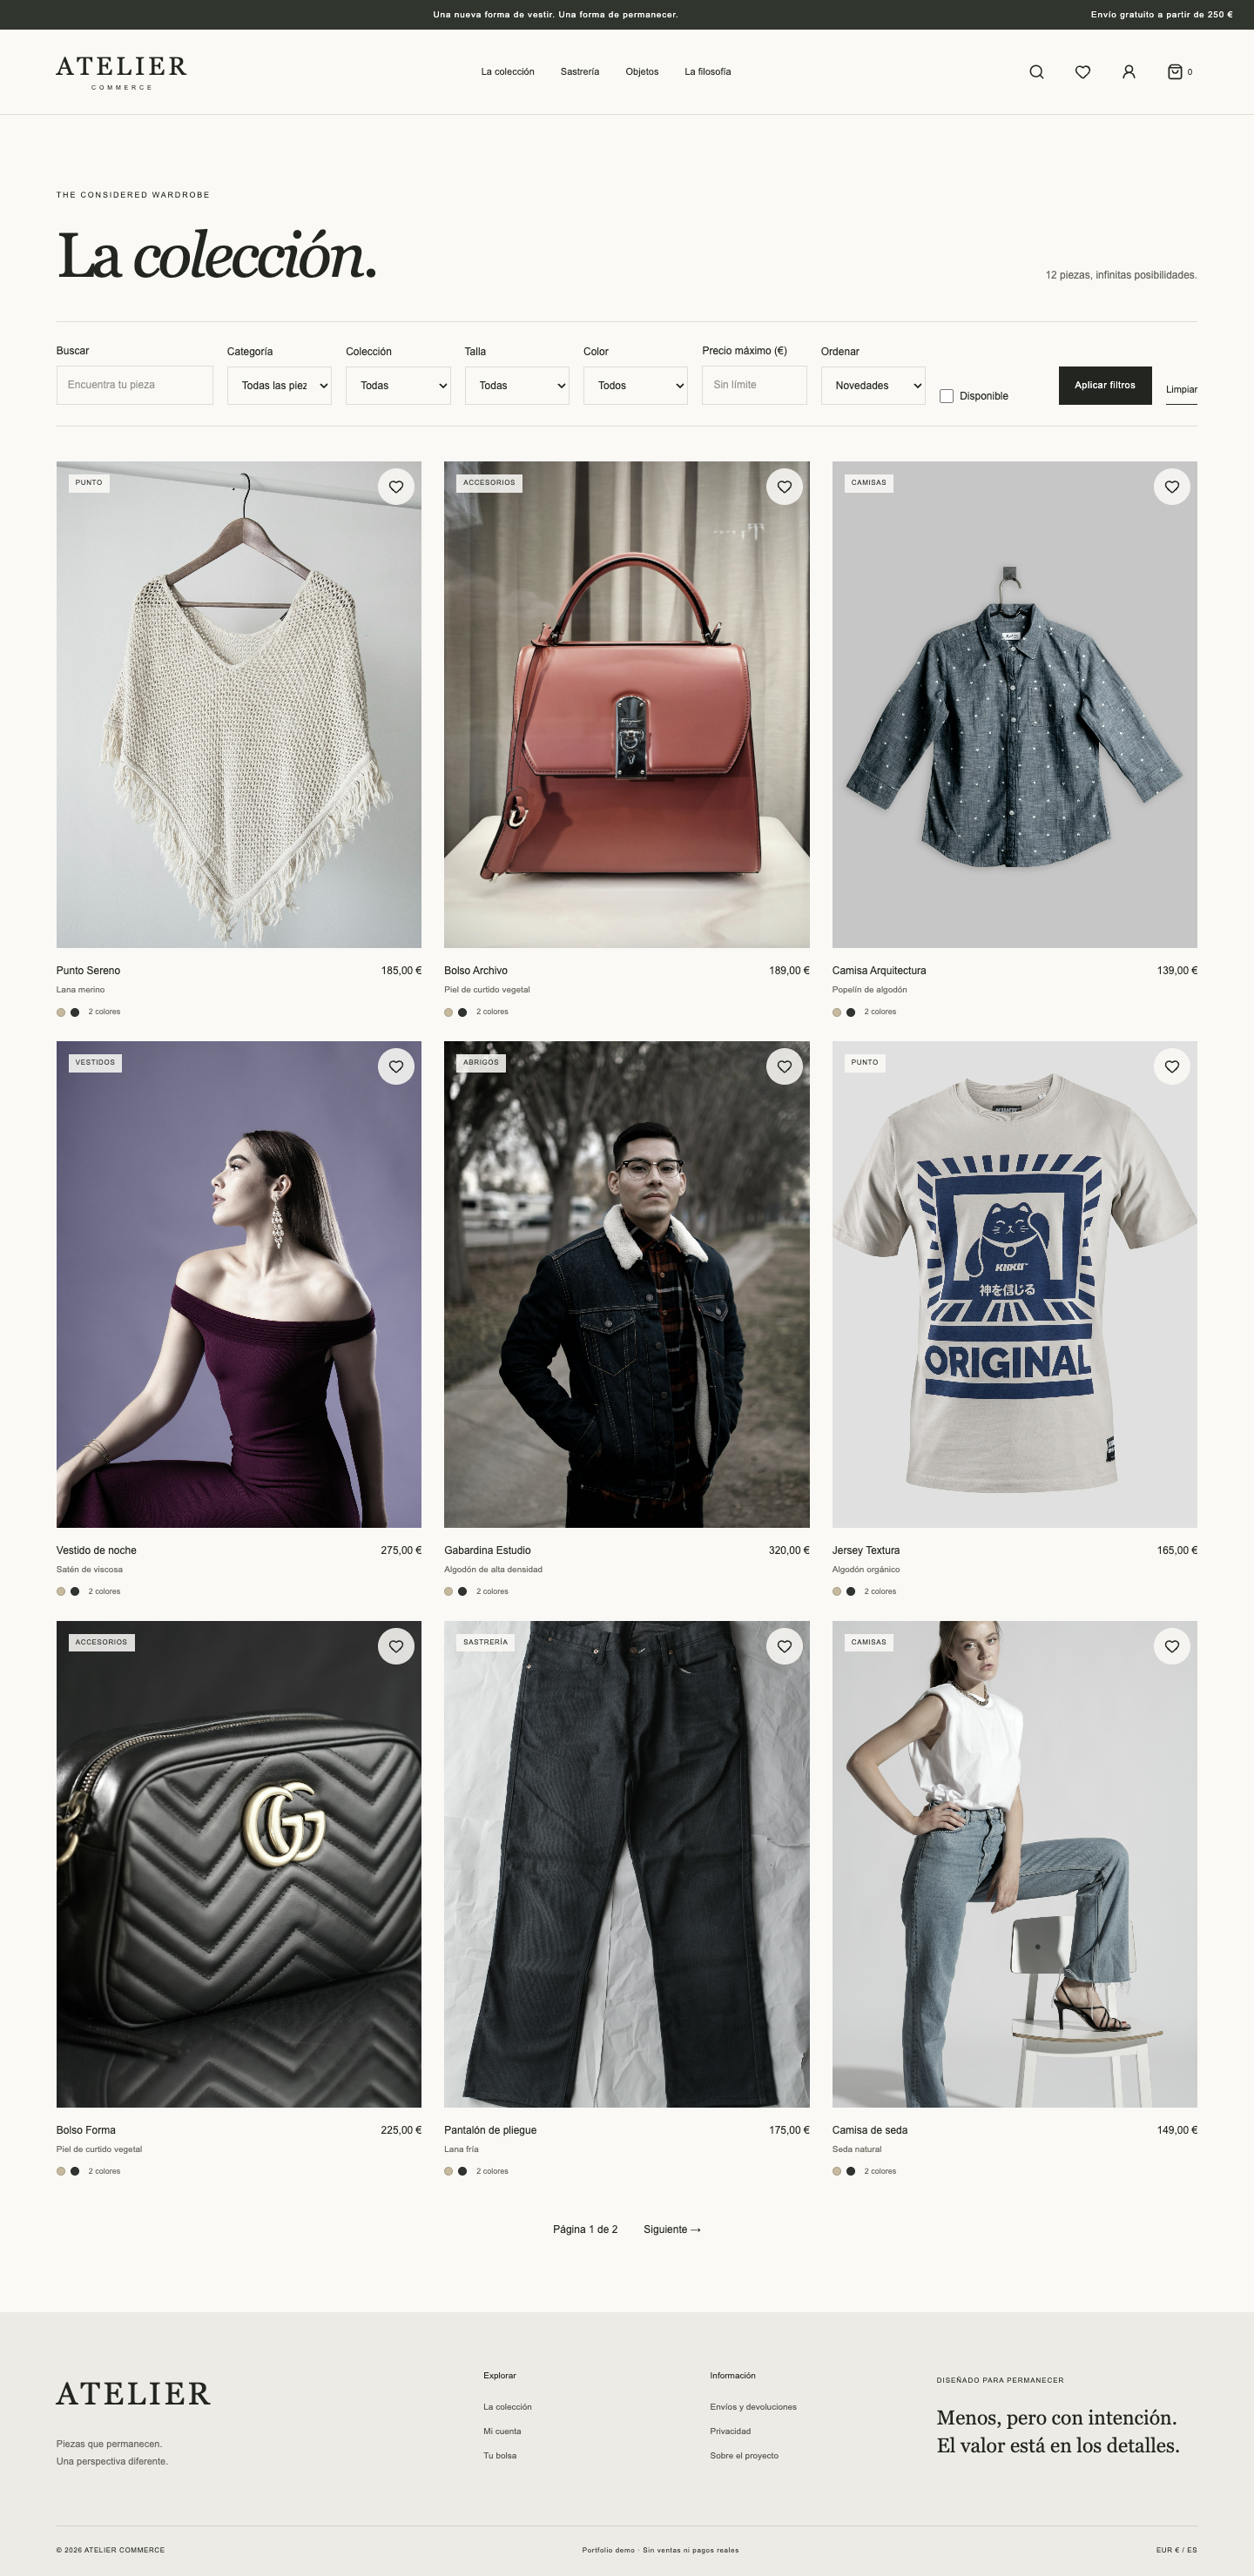 Una nueva forma de vestir. Una forma de permanecer.
Envío gratuito a partir de 250 €
ATELIER
COMMERCE
La colección
Sastrería
Objetos
La filosofía
0
THE CONSIDERED WARDROBE
La colección.
12 piezas, infinitas posibilidades.
Buscar
Encuentra tu pieza
Categoría
Todas las piez
Colección
Todas
Talla
Todas
Color
Todos
Precio máximo (€)
Sin límite
Ordenar
Novedades
Disponible
Aplicar filtros
Limpiar
PUNTO
ACCESORIOS
CAMISAS
Punto Sereno
185,00 €
Lana merino
2 colores
Bolso Archivo
189,00 €
Piel de curtido vegetal
2 colores
Camisa Arquitectura
139,00 €
Popelín de algodón
2 colores
VESTIDOS
ABRIGOS
PUNTO
神を信じる
ORIGINAL
Vestido de noche
275,00 €
Satén de viscosa
2 colores
Gabardina Estudio
320,00 €
Algodón de alta densidad
2 colores
Jersey Textura
165,00 €
Algodón orgánico
2 colores
ACCESORIOS
SASTRERÍA
CAMISAS
Bolso Forma
225,00 €
Piel de curtido vegetal
2 colores
Pantalón de pliegue
175,00 €
Lana fría
2 colores
Camisa de seda
149,00 €
Seda natural
2 colores
Página 1 de 2
Siguiente →
ATELIER
Piezas que permanecen.
Una perspectiva diferente.
Explorar
La colección
Mi cuenta
Tu bolsa
Información
Envíos y devoluciones
Privacidad
Sobre el proyecto
DISEÑADO PARA PERMANECER
Menos, pero con intención.
El valor está en los detalles.
© 2026 ATELIER COMMERCE
Portfolio demo · Sin ventas ni pagos reales
EUR € / ES